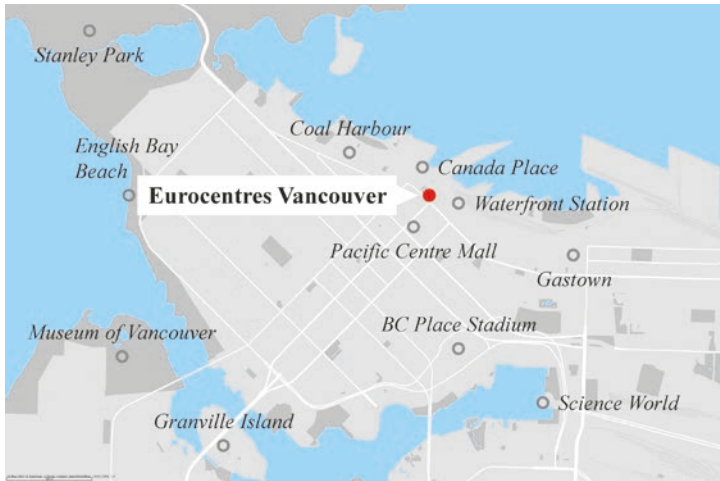 Stanley Park
Coal Harbour
English Bay
Beach
Canada Place
Eurocentres Vancouver
Waterfront Station
Pacific Centre Mall
Gastown
Museum of Vancouver
BC Place Stadium
Science World
Granville Island